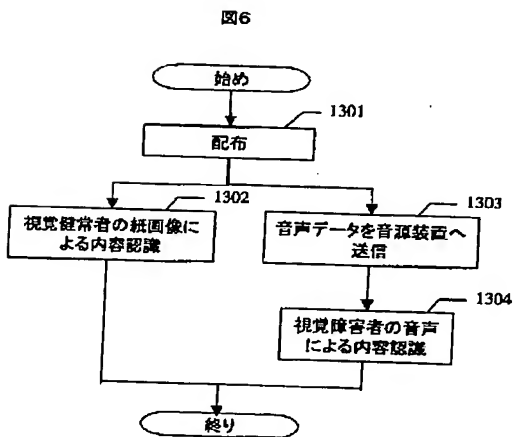 図6
始め
1301
配布
1302
視覚健常者の紙画像に
よる内容認識
1303
音声データを音源装置へ
送信
1304
視覚障害者の音声
による内容認識
終り